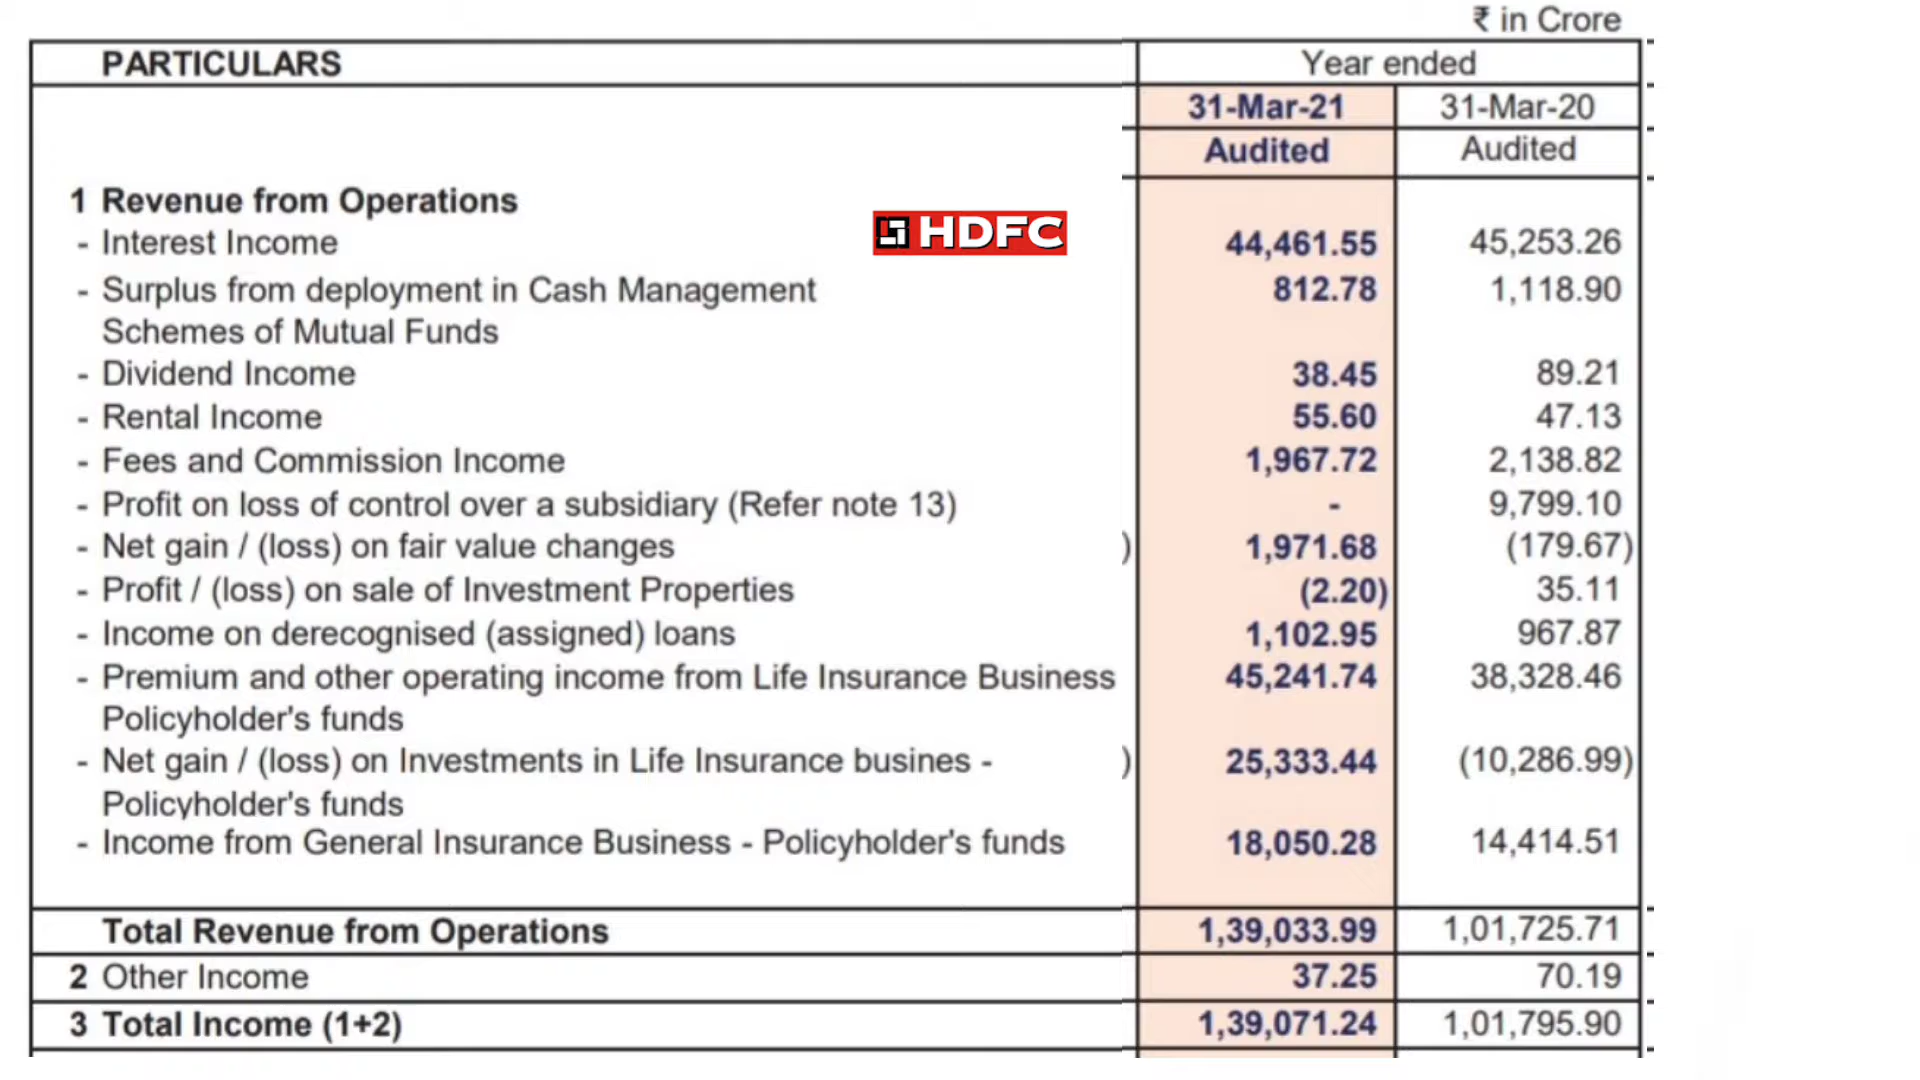 ₹ in Crore
PARTICULARS Year ended
31-Mar-21 31-Mar-20
Audited Audited
1 Revenue from Operations
HDFC
- Interest Income 44,461.55 45,253.26
- Surplus from deployment in Cash Management 812.78 1,118.90
Schemes of Mutual Funds
- Dividend Income 38.45 89.21
- Rental Income 55.60 47.13
- Fees and Commission Income 1,967.72 2,138.82
- Profit on loss of control over a subsidiary (Refer note 13) - 9,799.10
- Net gain / (loss) on fair value changes ) 1,971.68 (179.67)
- Profit / (loss) on sale of Investment Properties (2.20) 35.11
- Income on derecognised (assigned) loans 1,102.95 967.87
- Premium and other operating income from Life Insurance Business 45,241.74 38,328.46
Policyholder's funds
- Net gain / (loss) on Investments in Life Insurance busines - ) 25,333.44 (10,286.99)
Policyholder's funds
- Income from General Insurance Business - Policyholder's funds 18,050.28 14,414.51
Total Revenue from Operations 1,39,033.99 1,01,725.71
2 Other Income 37.25 70.19
3 Total Income (1+2) 1,39,071.24 1,01,795.90